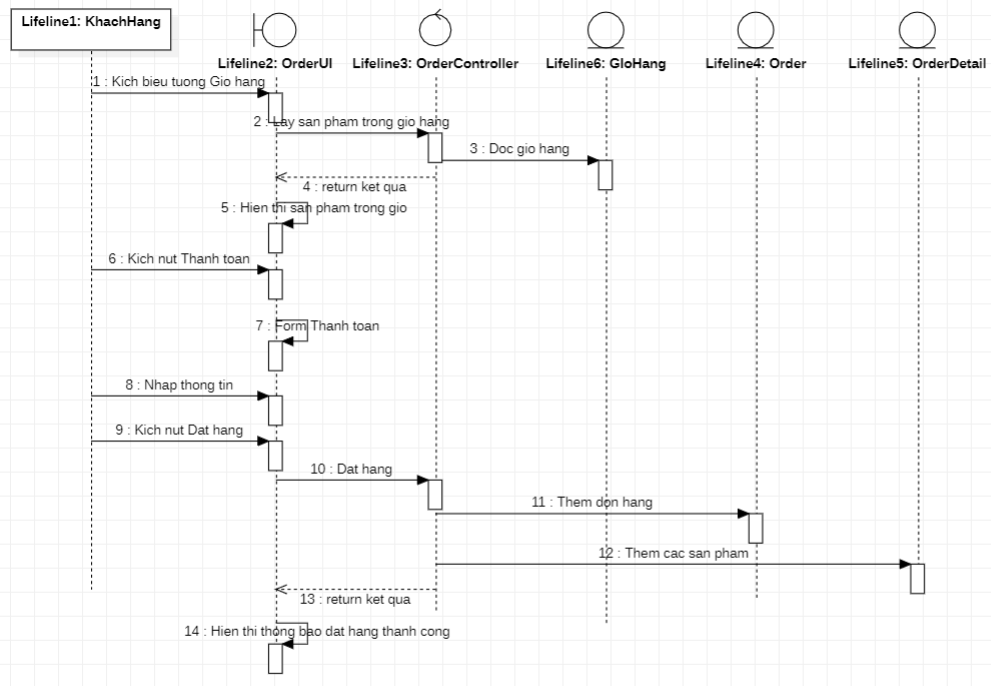 Lifeline1: KhachHang
Lifeline2: OrderUI
Lifeline3: OrderController
Lifeline6: GIoHang
Lifeline4: Order
Lifeline5: OrderDetail
1 : Kich bieu tuong Gio hang
2 : Lay san pham trong gio hang
3 : Doc gio hang
4 : return ket qua
5 : Hien thi san pham trong gio
6 : Kich nut Thanh toan
7 : Form Thanh toan
8 : Nhap thong tin
9 : Kich nut Dat hang
10 : Dat hang
11 : Them don hang
12 : Them cac san pham
13 : return ket qua
14 : Hien thi thong bao dat hang thanh cong